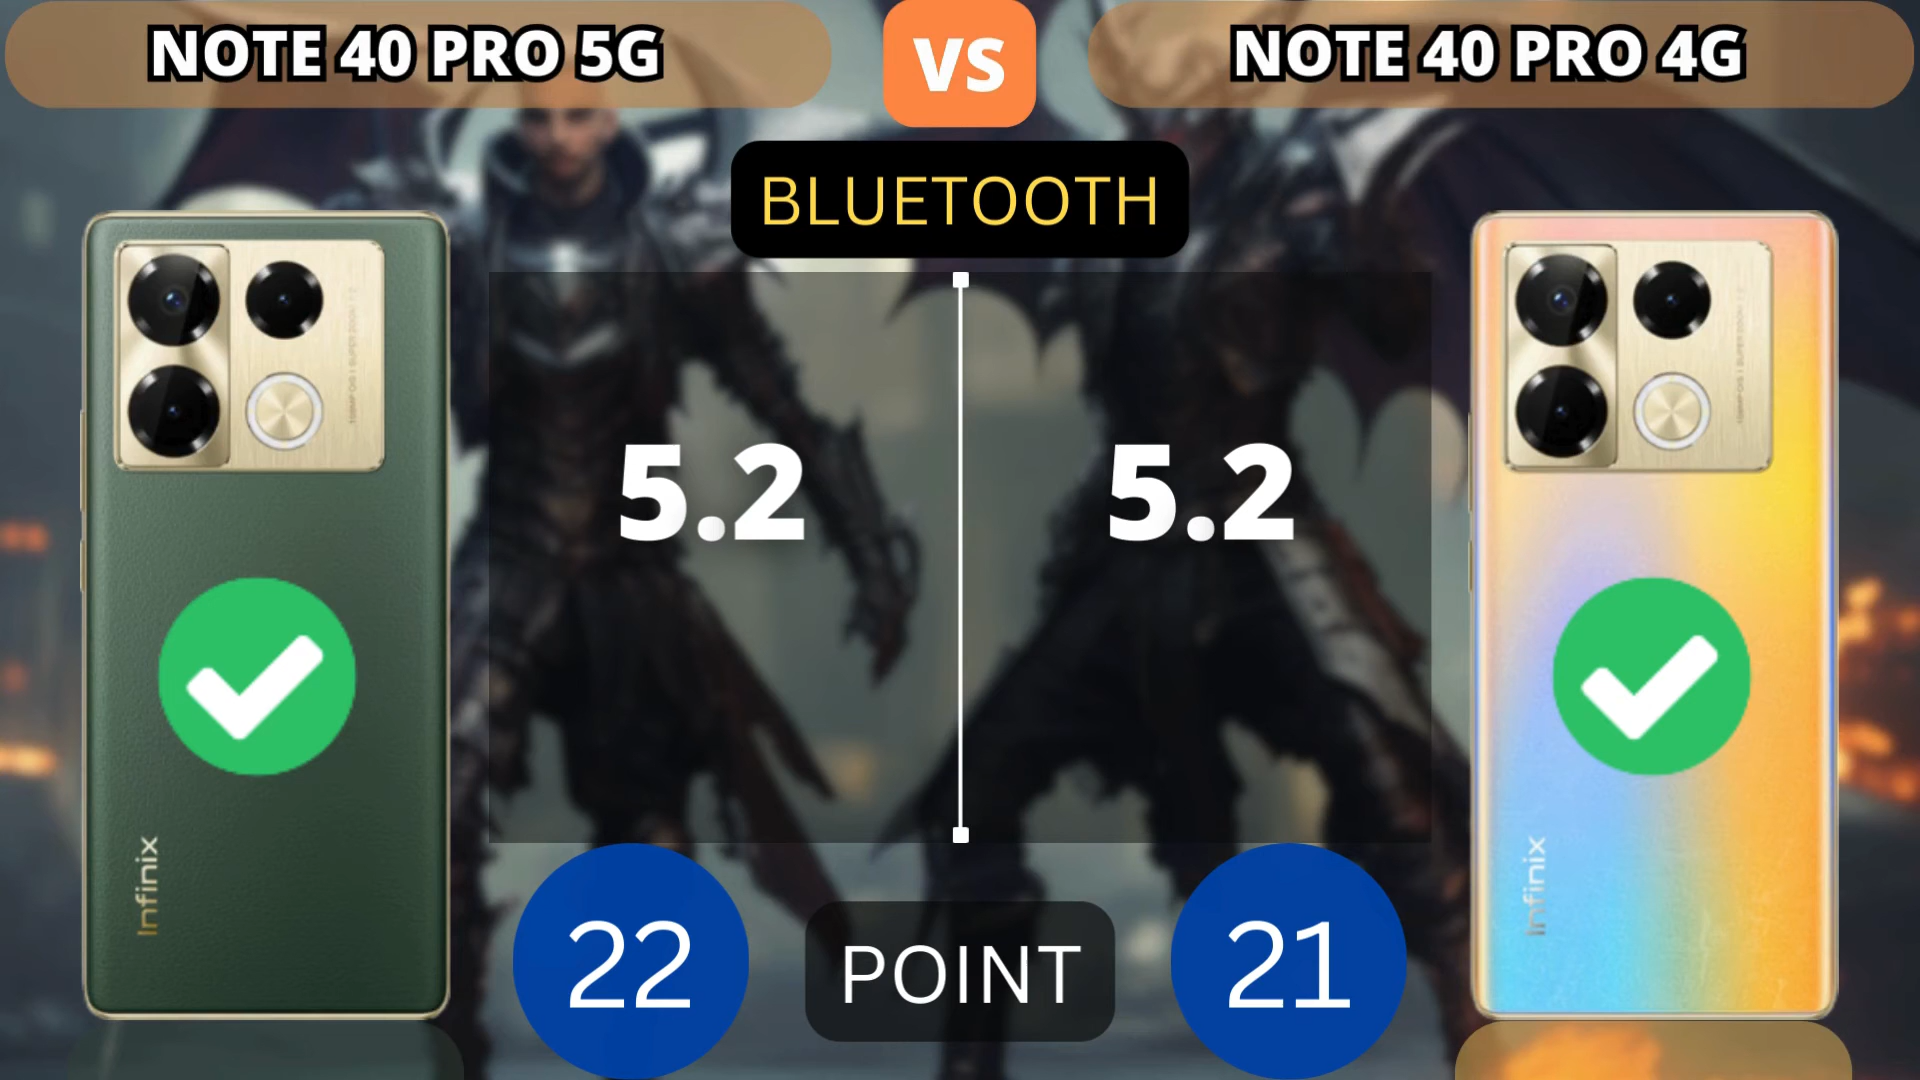 NOTE 40 PRO 5G
VS
NOTE 40 PRO 4G
BLUETOOTH
5.2
5.2
Infinix
Infinix
22
POINT
21